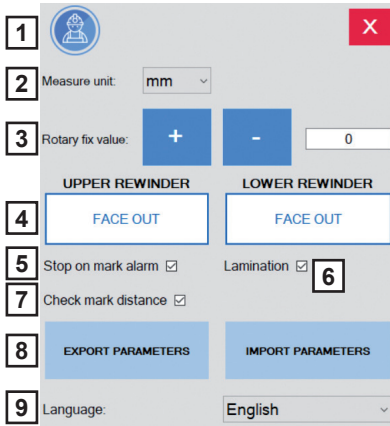 1 X
2 Measure unit: mm
3 Rotary fix value: + - 0
UPPER REWINDER LOWER REWINDER
4 FACE OUT FACE OUT
5 Stop on mark alarm Lamination 6
7 Check mark distance
8 EXPORT PARAMETERS IMPORT PARAMETERS
9 Language: English